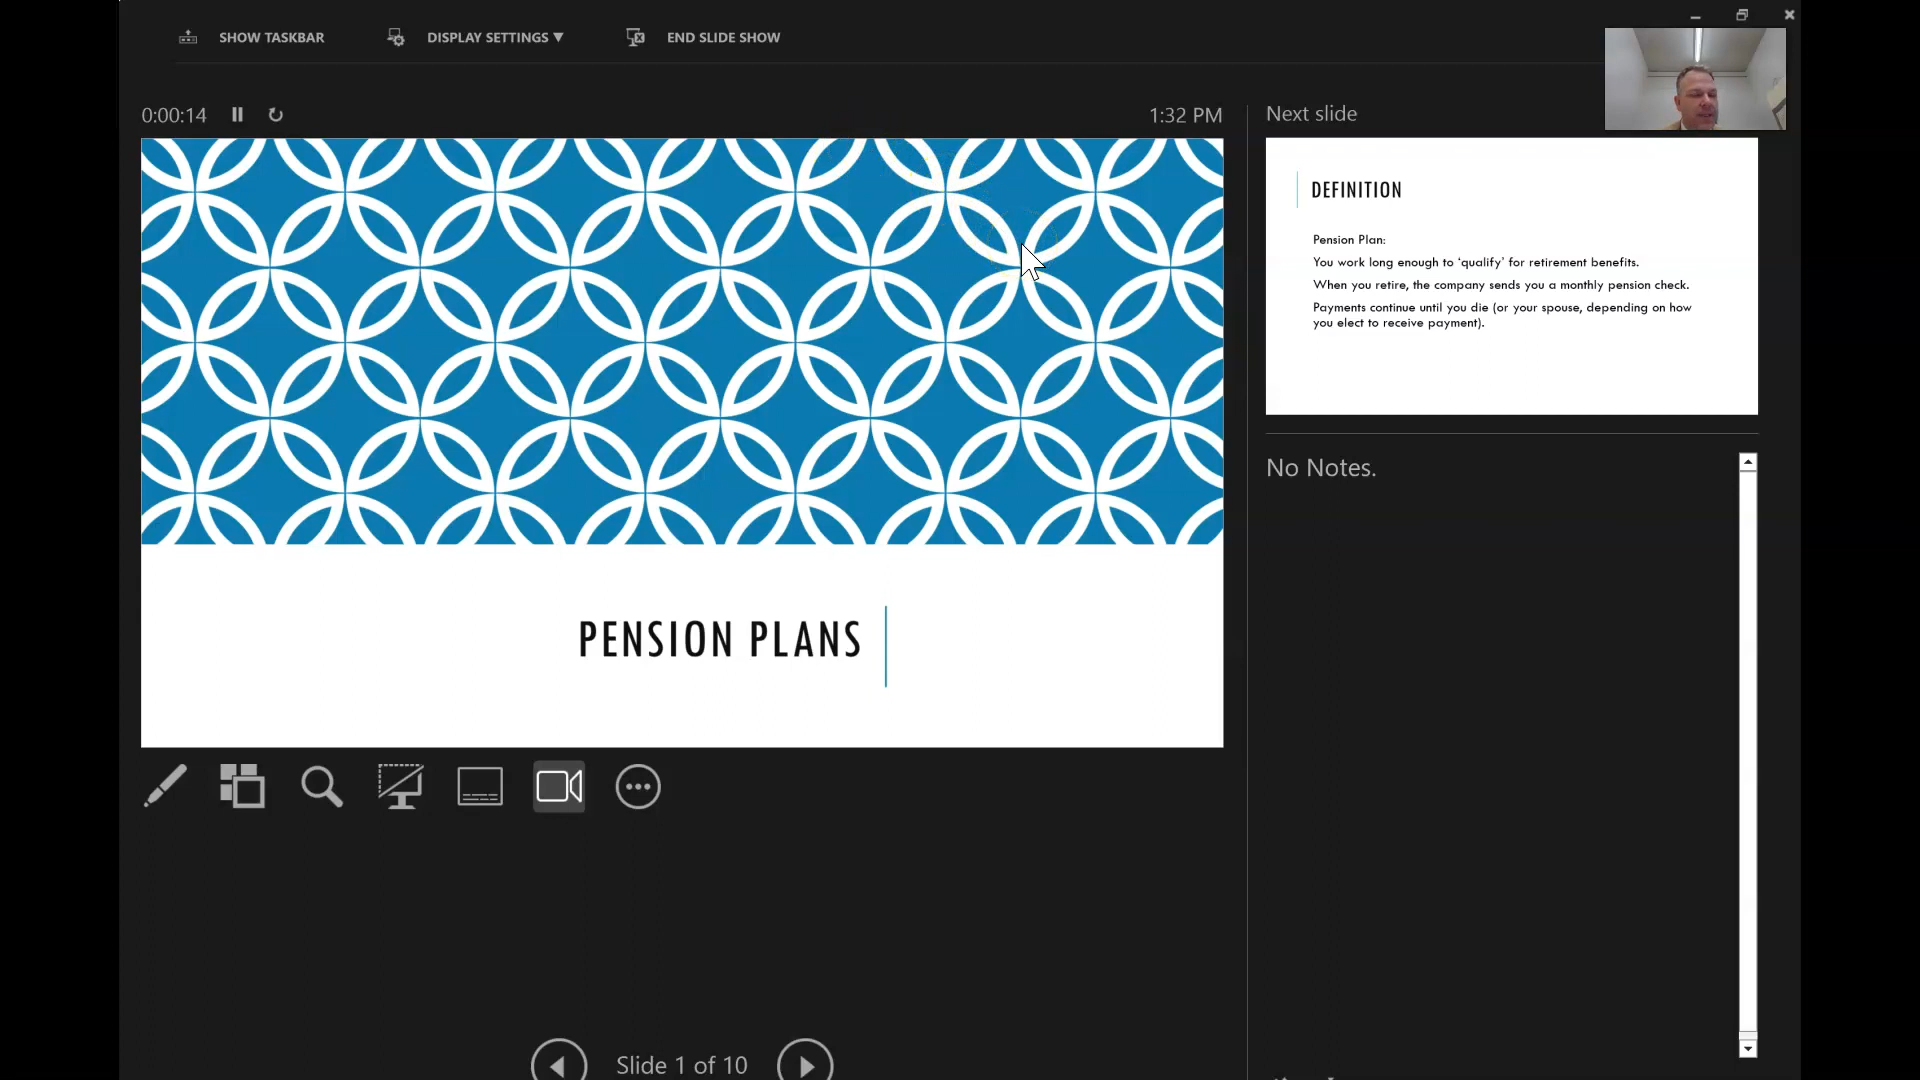 SHOW TASKBAR
DISPLAY SETTINGS ▼
END SLIDE SHOW
0:00:14
1:32 PM
PENSION PLANS
Slide 1 of 10
Next slide
DEFINITION
Pension Plan:
You work long enough to ‘qualify’ for retirement benefits.
When you retire, the company sends you a monthly pension check.
Payments continue until you die (or your spouse, depending on how
you elect to receive payment).
No Notes.